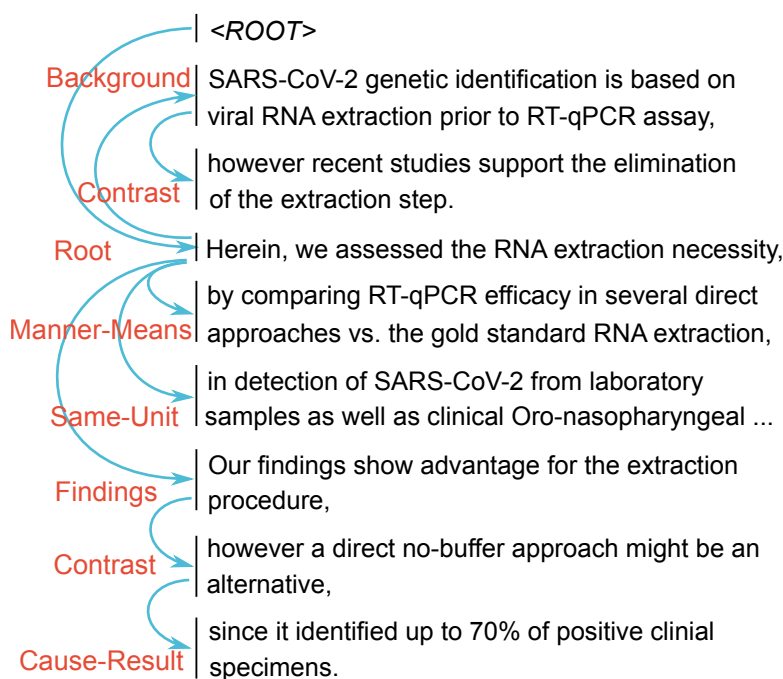 <ROOT>
Background
SARS-CoV-2 genetic identification is based on
viral RNA extraction prior to RT-qPCR assay,
Contrast
however recent studies support the elimination
of the extraction step.
Root
Herein, we assessed the RNA extraction necessity,
Manner-Means
by comparing RT-qPCR efficacy in several direct
approaches vs. the gold standard RNA extraction,
Same-Unit
in detection of SARS-CoV-2 from laboratory
samples as well as clinical Oro-nasopharyngeal ...
Findings
Our findings show advantage for the extraction
procedure,
Contrast
however a direct no-buffer approach might be an
alternative,
Cause-Result
since it identified up to 70% of positive clinial
specimens.